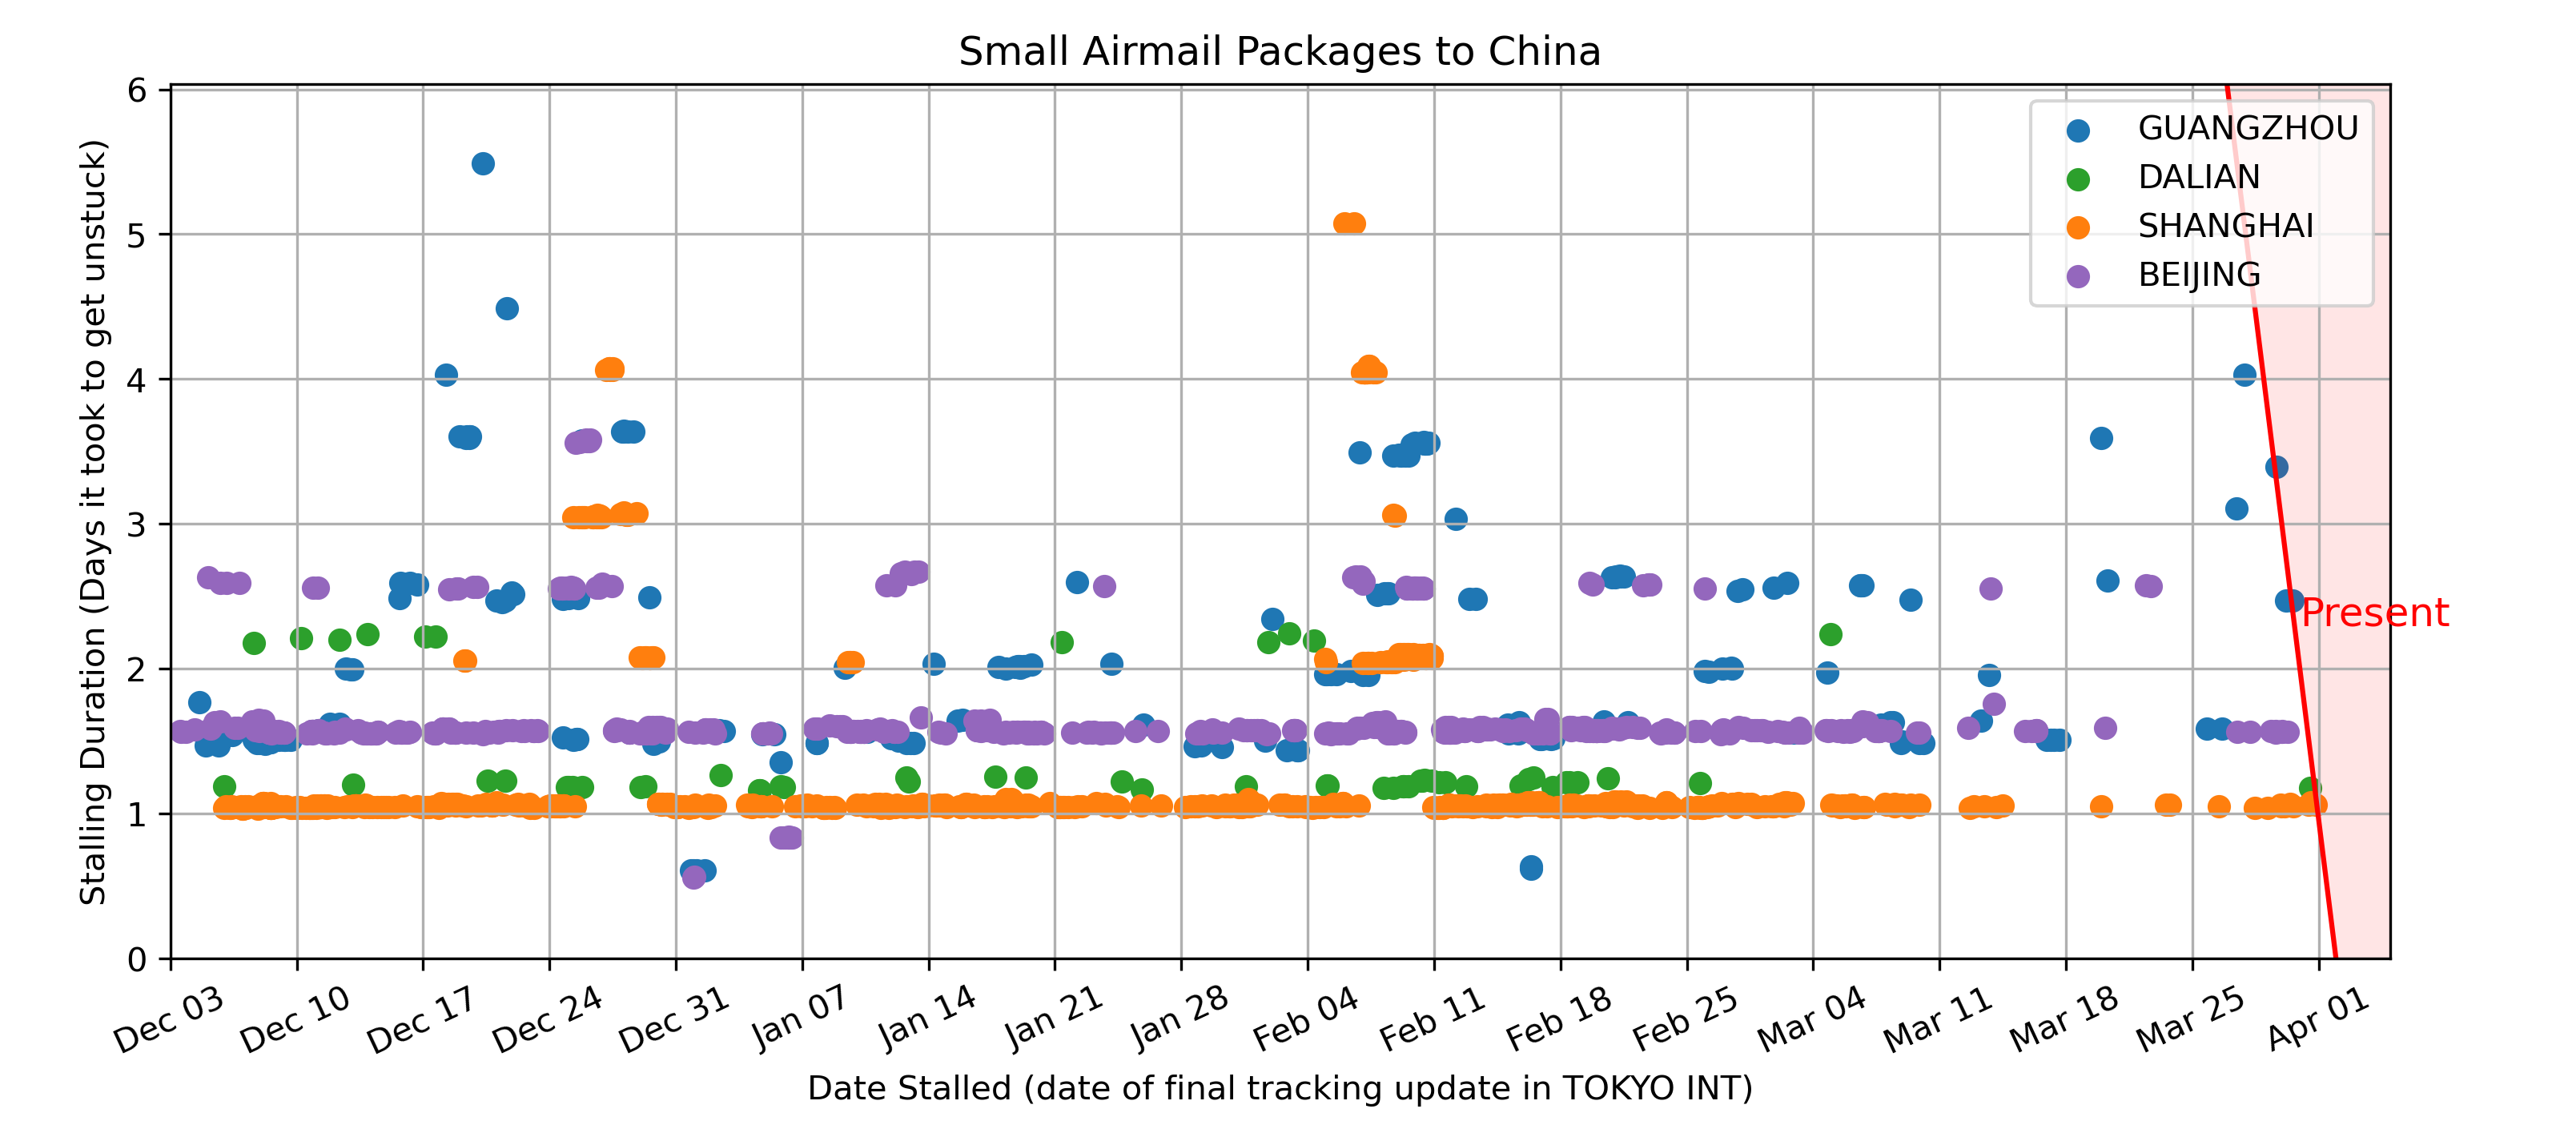 Small Airmail Packages to China
Stalling Duration (Days it took to get unstuck)
6
5
4
3
2
1
0
GUANGZHOU
DALIAN
SHANGHAI
BEIJING
Present
Dec 03
Dec 10
Dec 17
Dec 24
Dec 31
Jan 07
Jan 14
Jan 21
Jan 28
Feb 04
Feb 11
Feb 18
Feb 25
Mar 04
Mar 11
Mar 18
Mar 25
Apr 01
Date Stalled (date of final tracking update in TOKYO INT)